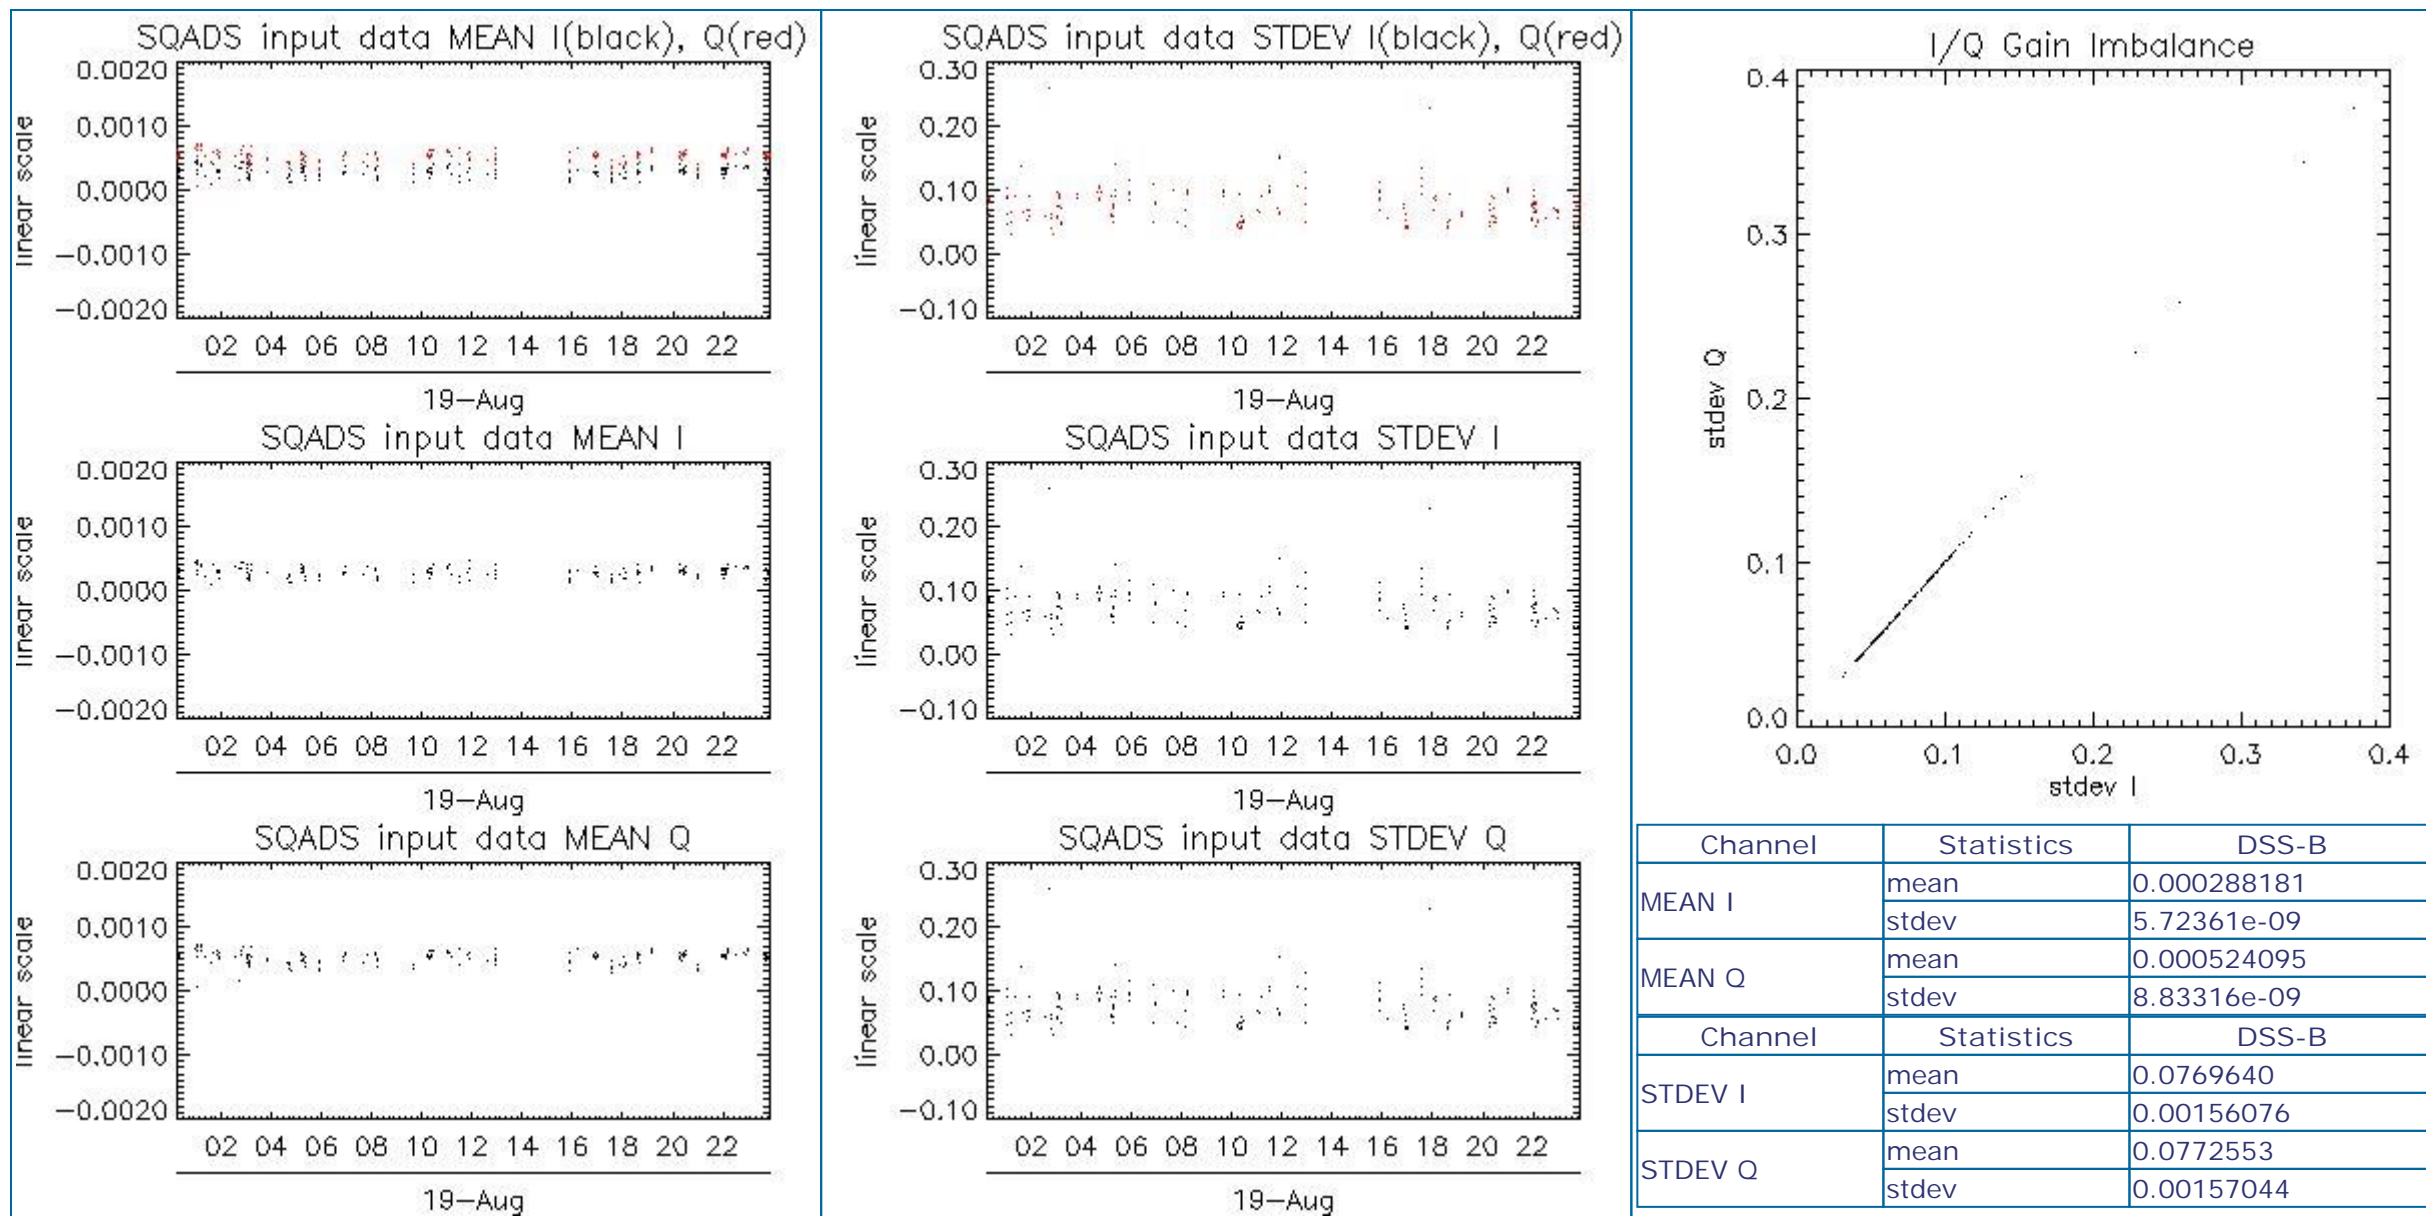 SQADS input data MEAN I(black), Q(red)
0.0020
0.0010
0.0000
−0.0010
−0.0020
linear scale
02 04 06 08 10 12 14 16 18 20 22
19−Aug
SQADS input data MEAN I
0.0020
0.0010
0.0000
−0.0010
−0.0020
linear scale
02 04 06 08 10 12 14 16 18 20 22
19−Aug
SQADS input data MEAN Q
0.0020
0.0010
0.0000
−0.0010
−0.0020
linear scale
02 04 06 08 10 12 14 16 18 20 22
19−Aug
SQADS input data STDEV I(black), Q(red)
0.30
0.20
0.10
0.00
−0.10
linear scale
02 04 06 08 10 12 14 16 18 20 22
19−Aug
SQADS input data STDEV I
0.30
0.20
0.10
0.00
−0.10
linear scale
02 04 06 08 10 12 14 16 18 20 22
19−Aug
SQADS input data STDEV Q
0.30
0.20
0.10
0.00
−0.10
linear scale
02 04 06 08 10 12 14 16 18 20 22
19−Aug
I/Q Gain Imbalance
0.4
0.3
0.2
0.1
0.0
stdev Q
0.0 0.1 0.2 0.3 0.4
stdev I
Channel Statistics DSS-B
MEAN I mean 0.000288181
stdev 5.72361e-09
MEAN Q mean 0.000524095
stdev 8.83316e-09
Channel Statistics DSS-B
STDEV I mean 0.0769640
stdev 0.00156076
STDEV Q mean 0.0772553
stdev 0.00157044